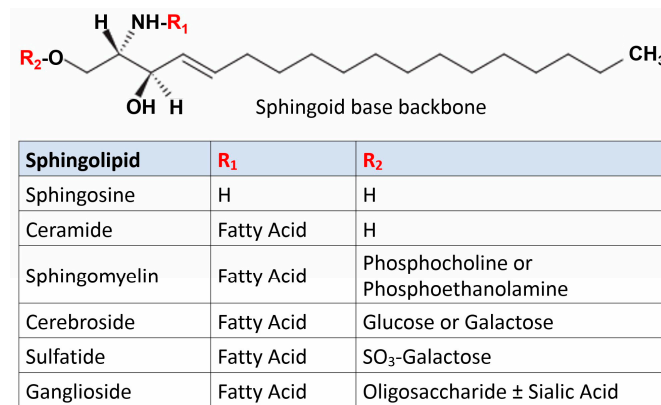 H NH-R₁
R₂-O
CH₃
OH H
Sphingoid base backbone
Sphingolipid R₁ R₂
Sphingosine H H
Ceramide Fatty Acid H
Sphingomyelin Fatty Acid Phosphocholine or
Phosphoethanolamine
Cerebroside Fatty Acid Glucose or Galactose
Sulfatide Fatty Acid SO₃-Galactose
Ganglioside Fatty Acid Oligosaccharide ± Sialic Acid